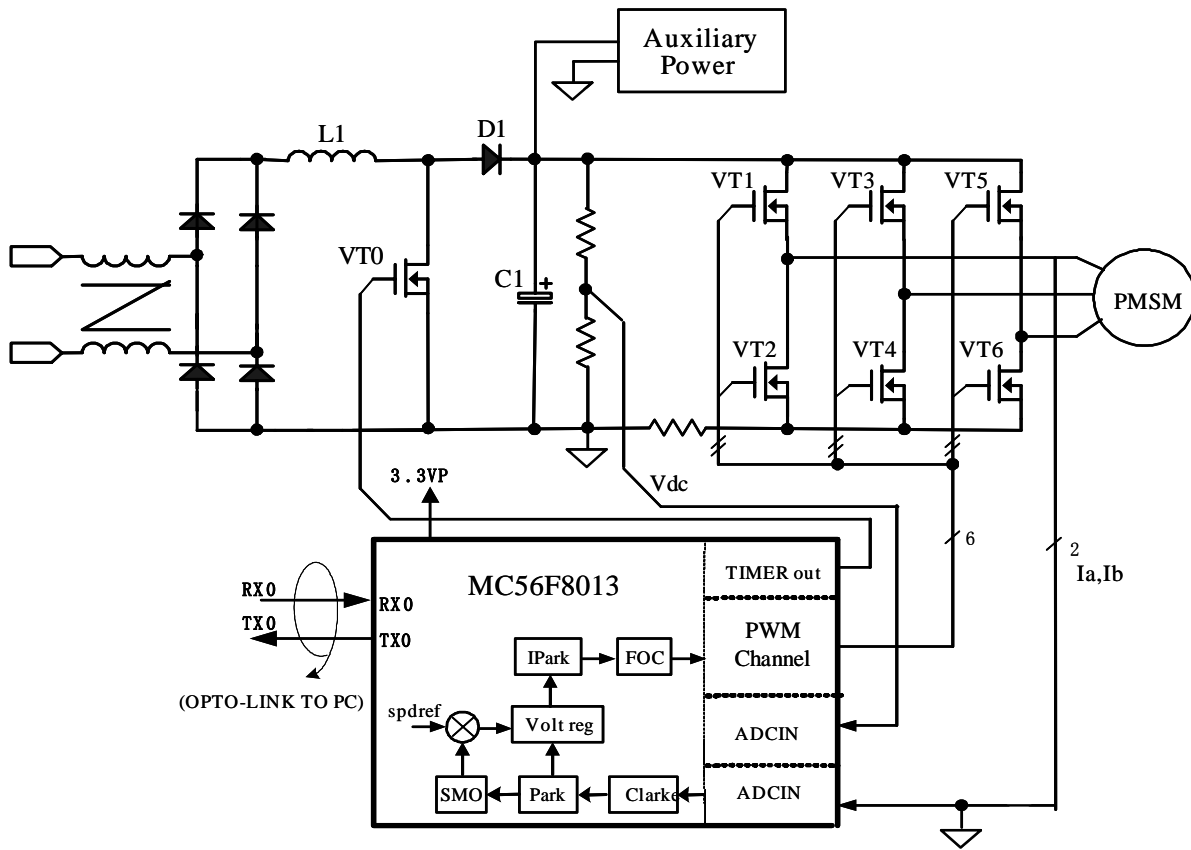 Auxiliary
Power
L1
D1
VT1
VT3
VT5
VT0
C1
+
PMSM
VT2
VT4
VT6
3.3VP
Vdc
6
2
Ia,Ib
MC56F8013
TIMER out
RX0
RX0
TX0
TX0
PWM
Channel
IPark
FOC
(OPTO-LINK TO PC)
spdref
Volt reg
ADCIN
SMO
Park
Clarke
ADCIN